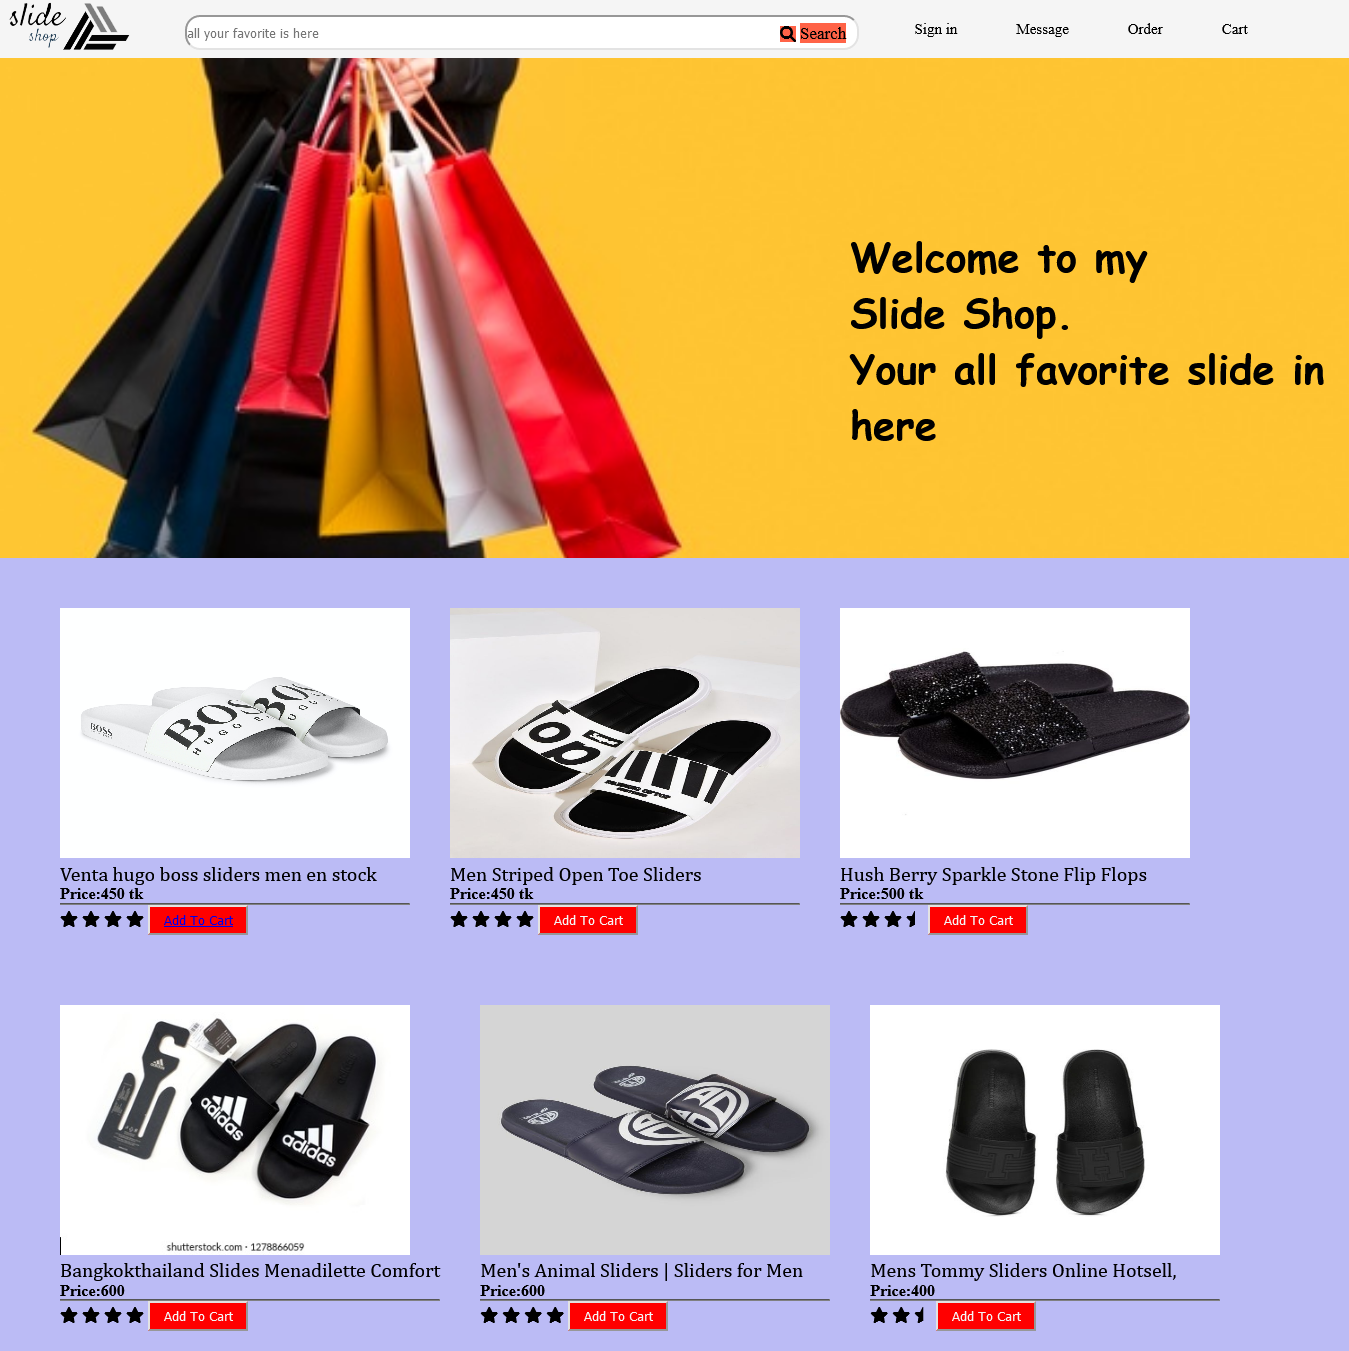 slide
shop
all your favorite is here
Search
Sign in
Message
Order
Cart
Welcome to my
Slide Shop.
Your all favorite slide in
here
BOSS
BOSS
HUGO
BOS
HUGO
Top
Venta hugo boss sliders men en stock
Price:450 tk
Add To Cart
Men Striped Open Toe Sliders
Price:450 tk
Add To Cart
Hush Berry Sparkle Stone Flip Flops
Price:500 tk
Add To Cart
adidas
adidas
shutterstock.com · 1278866059
T H
Bangkokthailand Slides Menadilette Comfort
Price:600
Add To Cart
Men's Animal Sliders | Sliders for Men
Price:600
Add To Cart
Mens Tommy Sliders Online Hotsell,
Price:400
Add To Cart